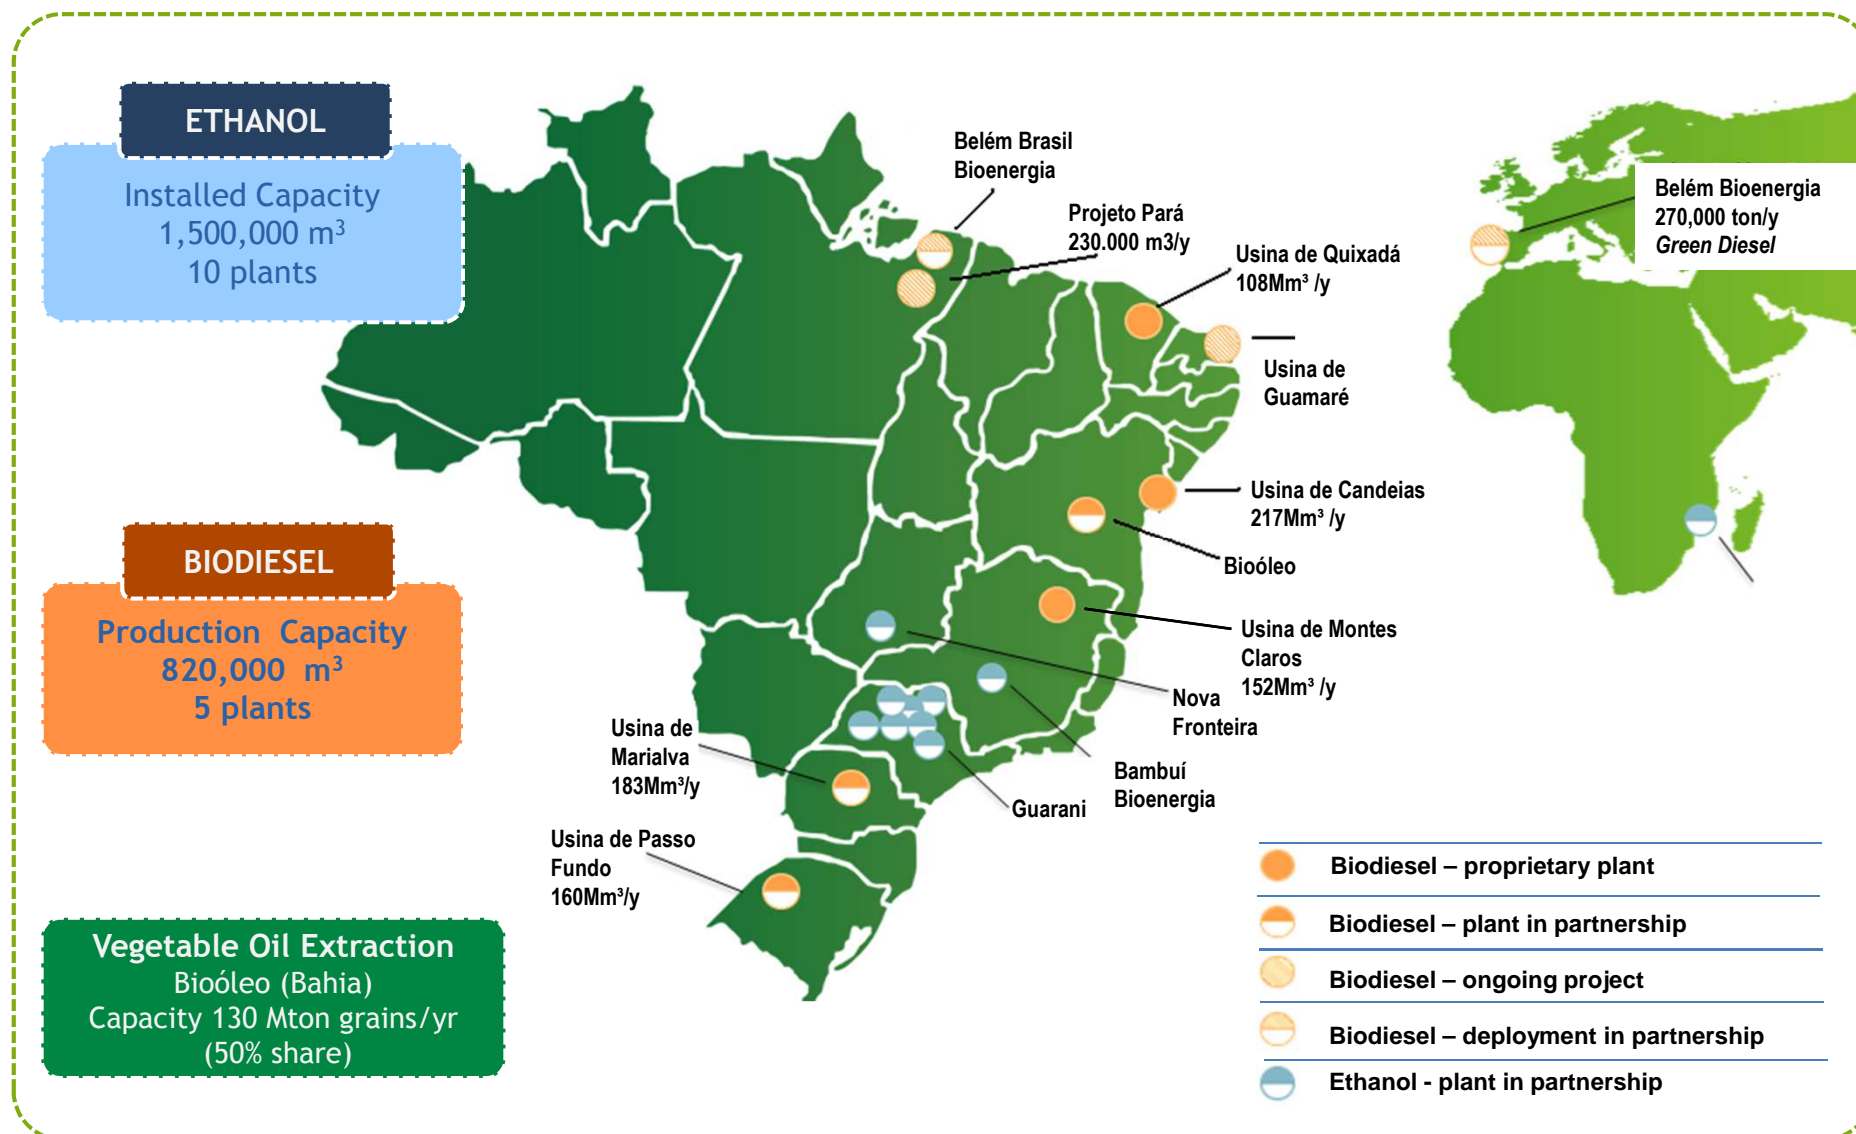 ETHANOL
Installed Capacity
1,500,000 m³
10 plants
BIODIESEL
Production Capacity
820,000 m³
5 plants
Vegetable Oil Extraction
Bioóleo (Bahia)
Capacity 130 Mton grains/yr
(50% share)
Belém Brasil
Bioenergia
Projeto Pará
230.000 m3/y
Usina de Quixadá
108Mm³ /y
Usina de
Guamaré
Usina de Candeias
217Mm³ /y
Bioóleo
Usina de Montes
Claros
152Mm³ /y
Nova
Fronteira
Bambuí
Bioenergia
Guarani
Usina de
Marialva
183Mm³/y
Usina de Passo
Fundo
160Mm³/y
Belém Bioenergia
270,000 ton/y
Green Diesel
Biodiesel – proprietary plant
Biodiesel – plant in partnership
Biodiesel – ongoing project
Biodiesel – deployment in partnership
Ethanol - plant in partnership